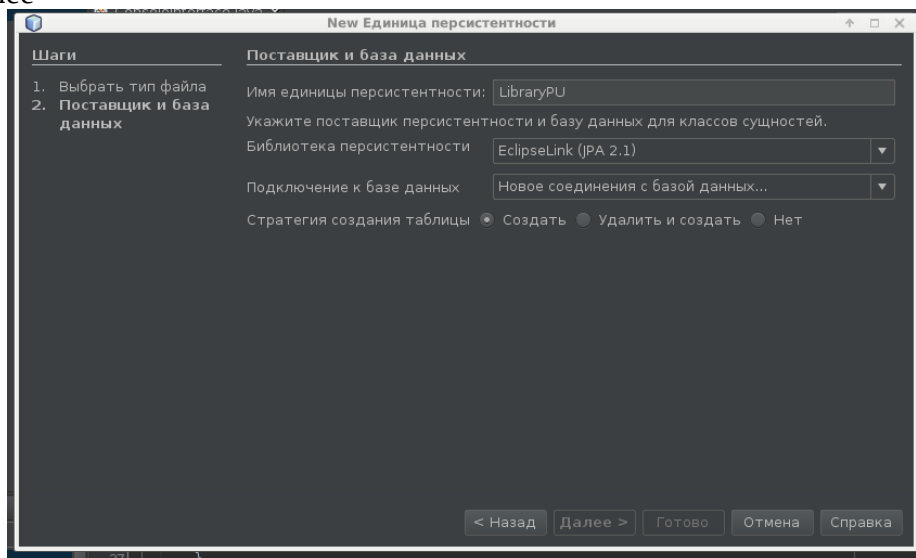 New Единица персистентности
Шаги
1. Выбрать тип файла
2. Поставщик и база
данных
Поставщик и база данных
Имя единицы персистентности: LibraryPU
Укажите поставщик персистентности и базу данных для классов сущностей.
Библиотека персистентности EclipseLink (JPA 2.1)
Подключение к базе данных Новое соединения с базой данных...
Стратегия создания таблицы Создать Удалить и создать Нет
< Назад Далее > Готово Отмена Справка